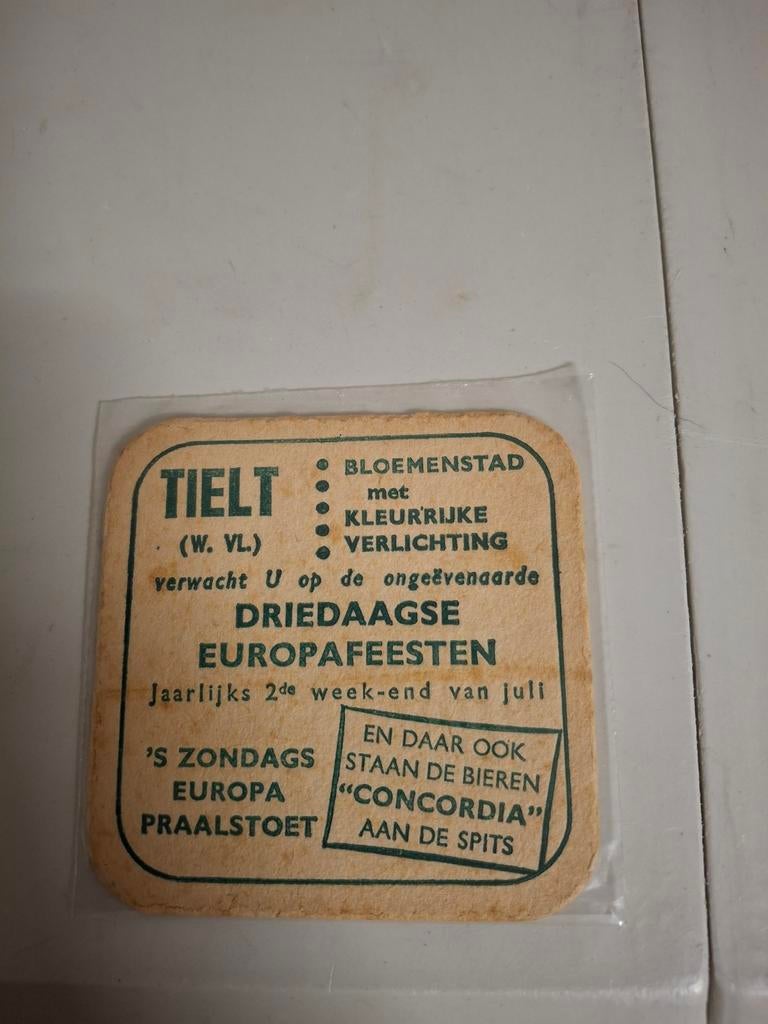 TIELT
(W. VL.)
BLOEMENSTAD
met
KLEURRIJKE
VERLICHTING
verwacht U op de ongeëvenaarde
DRIEDAAGSE
EUROPAFEESTEN
Jaarlijks 2de week-end van juli
'S ZONDAGS
EUROPA
PRAALSTOET
EN DAAR OOK
STAAN DE BIEREN
“CONCORDIA”
AAN DE SPITS